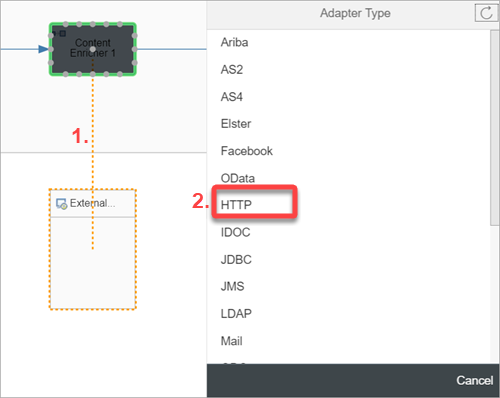 Content
Enricher 1
1.
External...
Adapter Type
Ariba
AS2
AS4
Elster
Facebook
OData
2.
HTTP
IDOC
JDBC
JMS
LDAP
Mail
Cancel